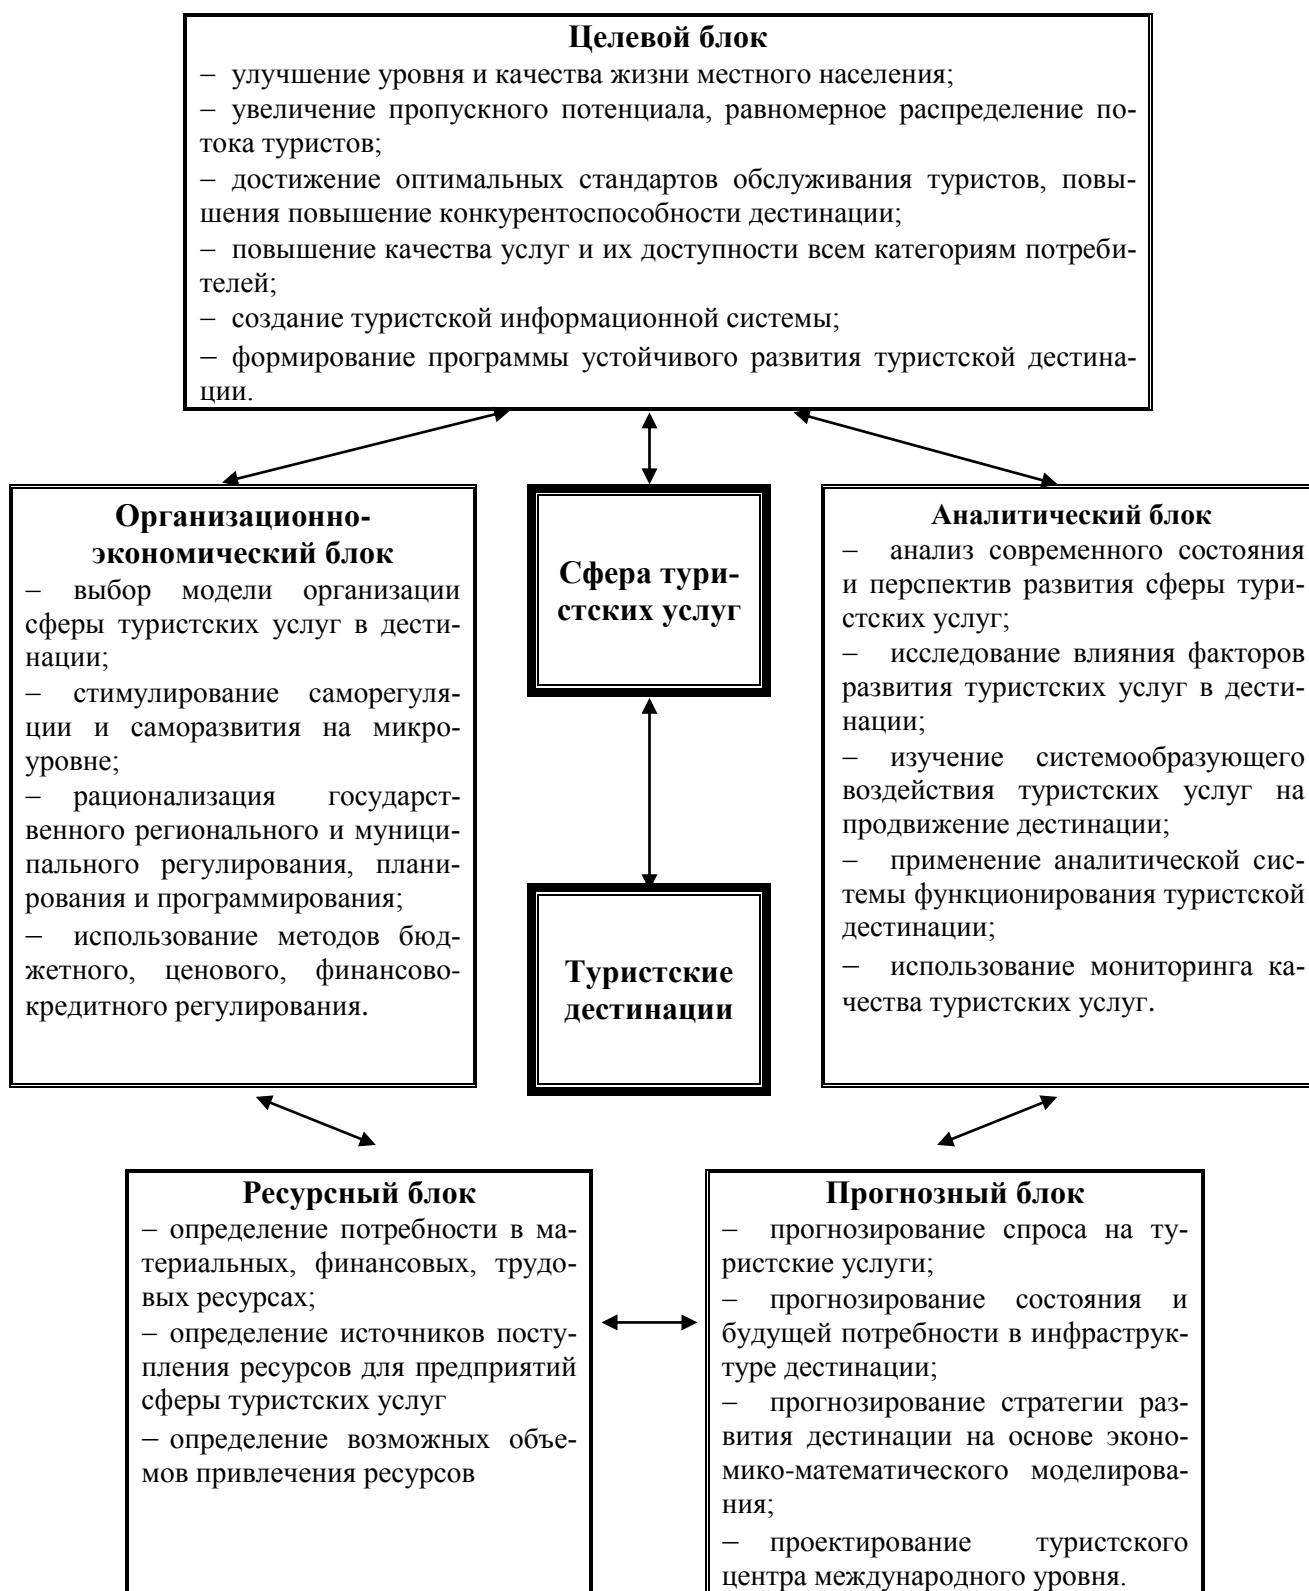 Целевой блок
– улучшение уровня и качества жизни местного населения;
– увеличение пропускного потенциала, равномерное распределение по-
тока туристов;
– достижение оптимальных стандартов обслуживания туристов, повы-
шения повышение конкурентоспособности дестинации;
– повышение качества услуг и их доступности всем категориям потреби-
телей;
– создание туристской информационной системы;
– формирование программы устойчивого развития туристской дестина-
ции.
Организационно-
экономический блок
– выбор модели организации
сферы туристских услуг в дести-
нации;
– стимулирование саморегуля-
ции и саморазвития на микро-
уровне;
– рационализация государст-
венного регионального и муници-
пального регулирования, плани-
рования и программирования;
– использование методов бюд-
жетного, ценового, финансово-
кредитного регулирования.
Сфера тури-
стских услуг
Туристские
дестинации
Аналитический блок
– анализ современного состояния
и перспектив развития сферы тури-
стских услуг;
– исследование влияния факторов
развития туристских услуг в дести-
нации;
– изучение системообразующего
воздействия туристских услуг на
продвижение дестинации;
– применение аналитической сис-
темы функционирования туристской
дестинации;
– использование мониторинга ка-
чества туристских услуг.
Ресурсный блок
– определение потребности в ма-
териальных, финансовых, трудо-
вых ресурсах;
– определение источников посту-
пления ресурсов для предприятий
сферы туристских услуг
– определение возможных объе-
мов привлечения ресурсов
Прогнозный блок
– прогнозирование спроса на ту-
ристские услуги;
– прогнозирование состояния и
будущей потребности в инфраструк-
туре дестинации;
– прогнозирование стратегии раз-
вития дестинации на основе эконо-
мико-математического моделирова-
ния;
– проектирование туристского
центра международного уровня.